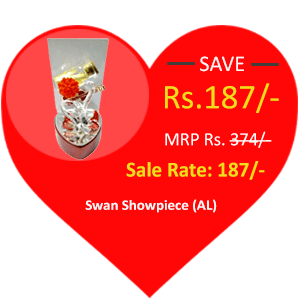 SAVE
Rs.187/-
MRP Rs. 374/-
Sale Rate: 187/-
Swan Showpiece (AL)